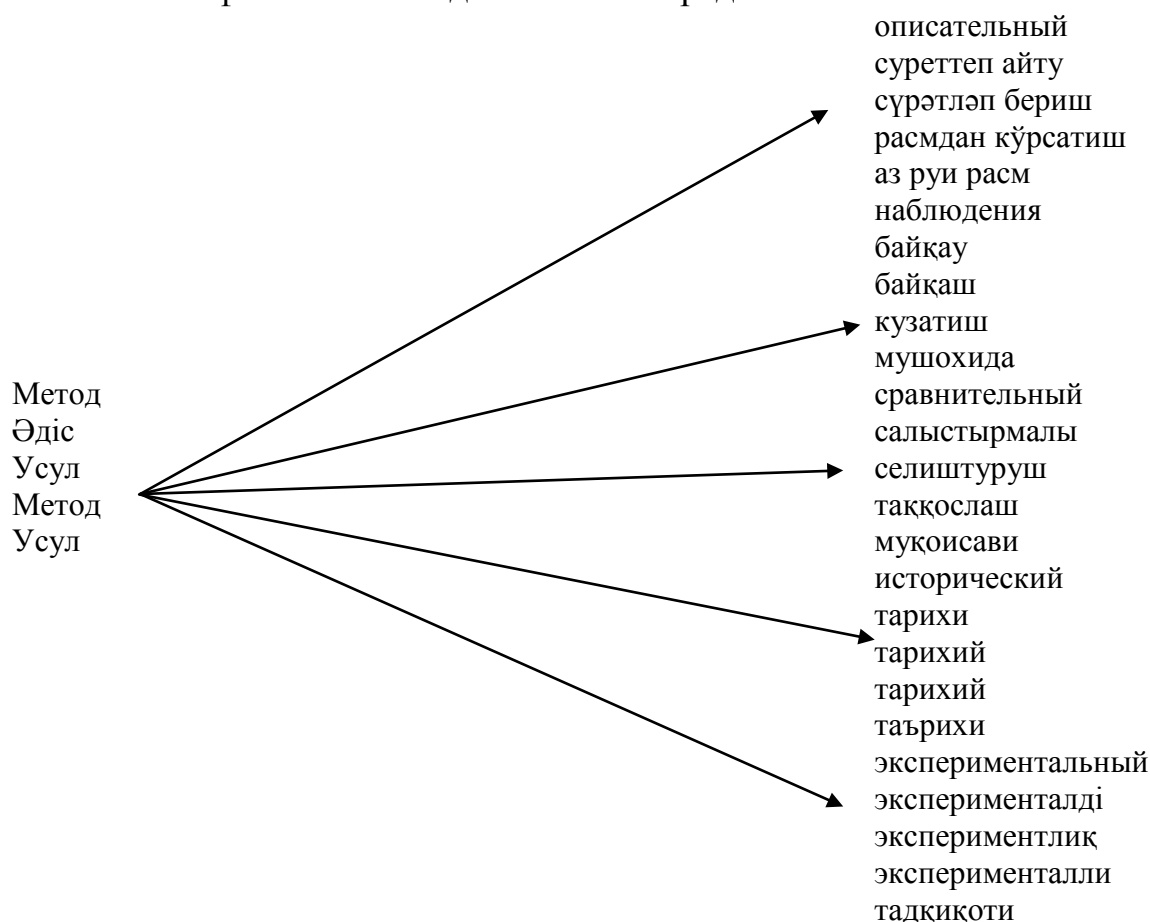 описательный
суреттеп айту
сүрәтләп бериш
расмдан кўрсатиш
аз руи расм
наблюдения
байқау
байқаш
кузатиш
мушохида
Метод
Әдіс
Усул
Метод
Усул
сравнительный
салыстырмалы
селиштуруш
таққослаш
муқоисави
исторический
тарихи
тарихий
тарихий
таърихи
экспериментальный
эксперименталді
экспериментлиқ
эксперименталли
тадқиқоти